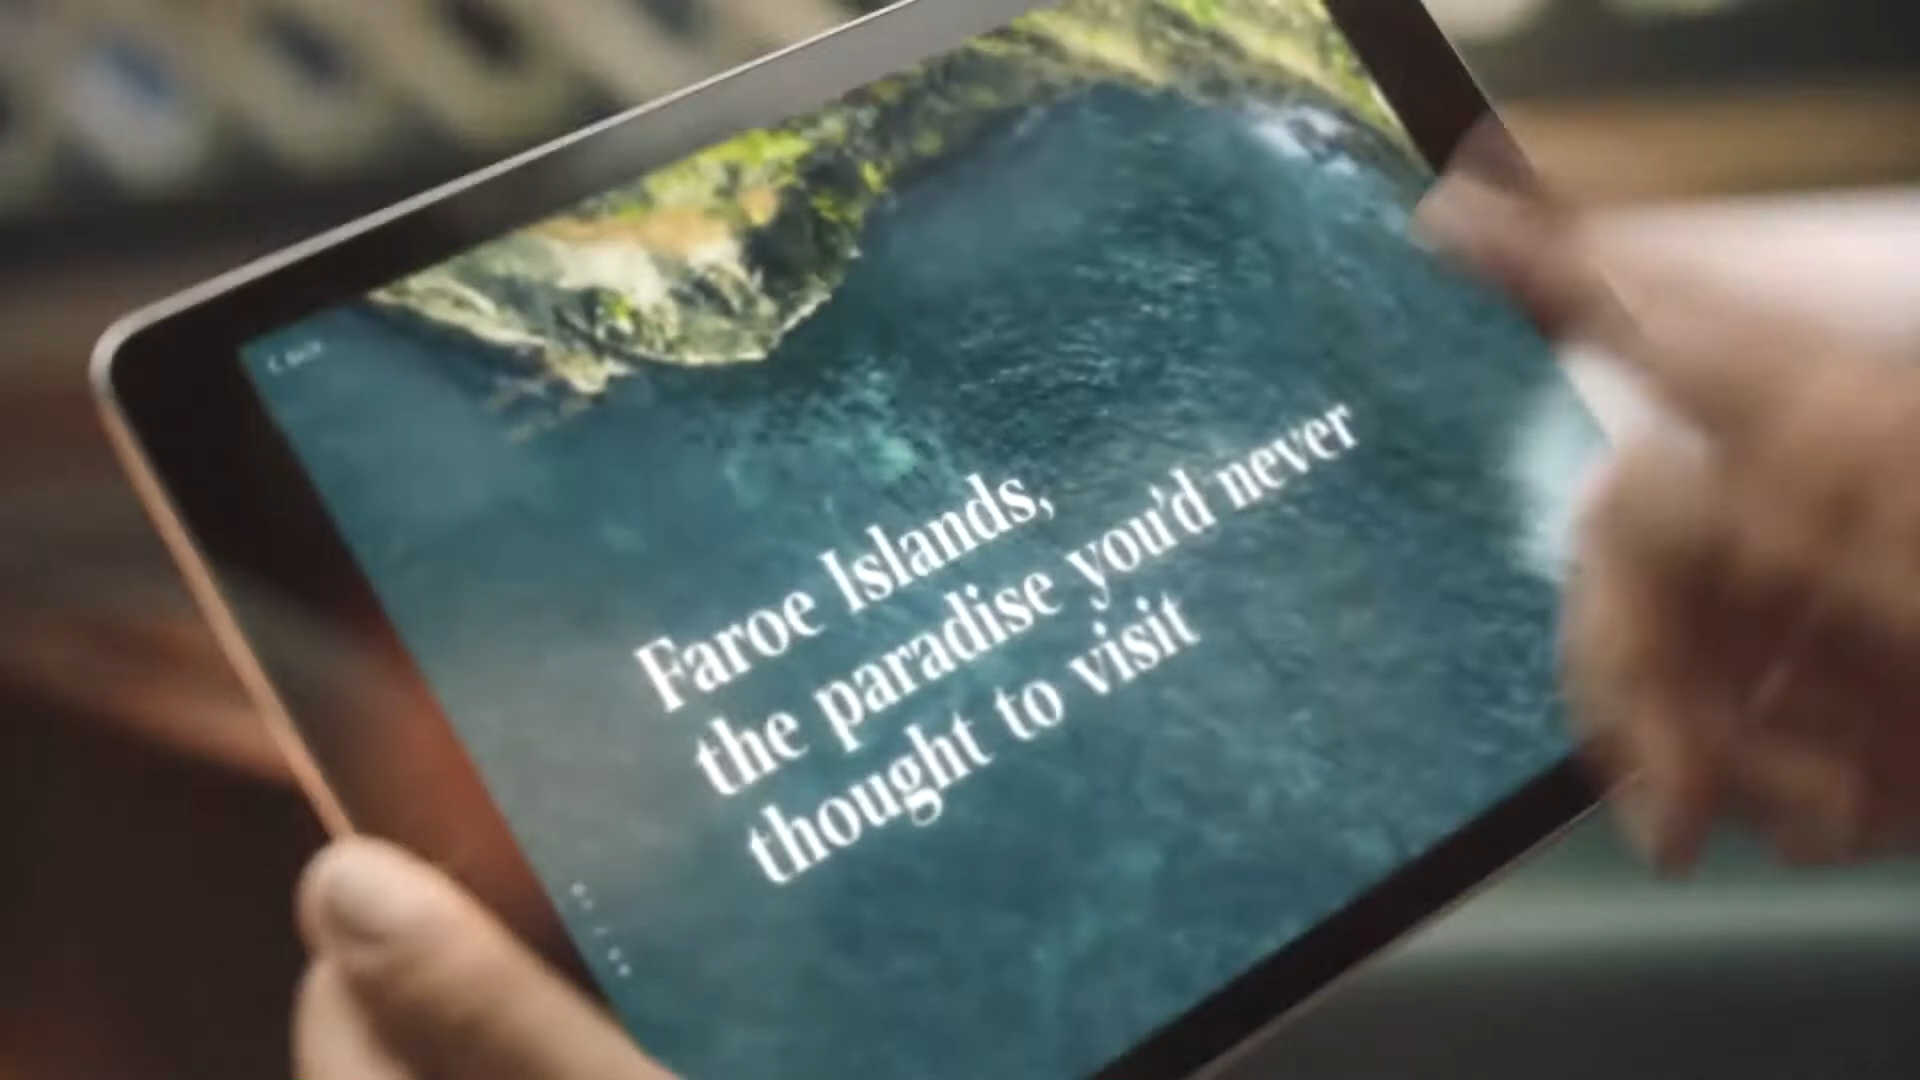 Faroe Islands,
the paradise you'd never
thought to visit